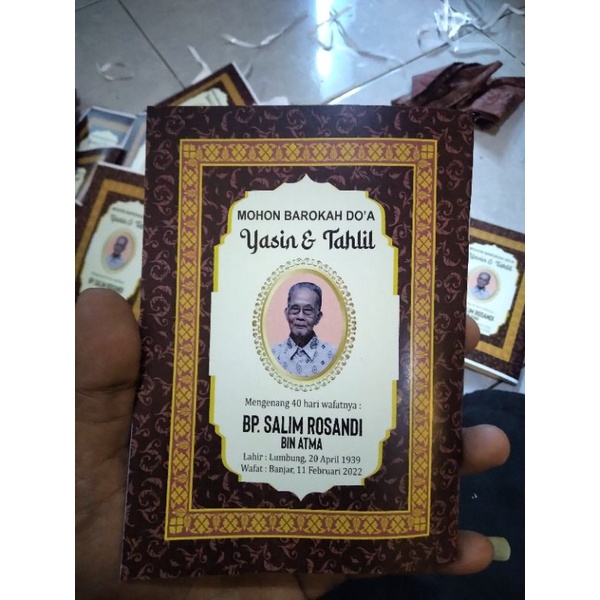 MOHON BAROKAH DO'A
Yasin & Tahlil
Mengenang 40 hari wafatnya :
BP. SALIM ROSANDI
BIN ATMA
Lahir : Lumbung, 20 April 1939
Wafat : Banjar, 11 Februari 2022